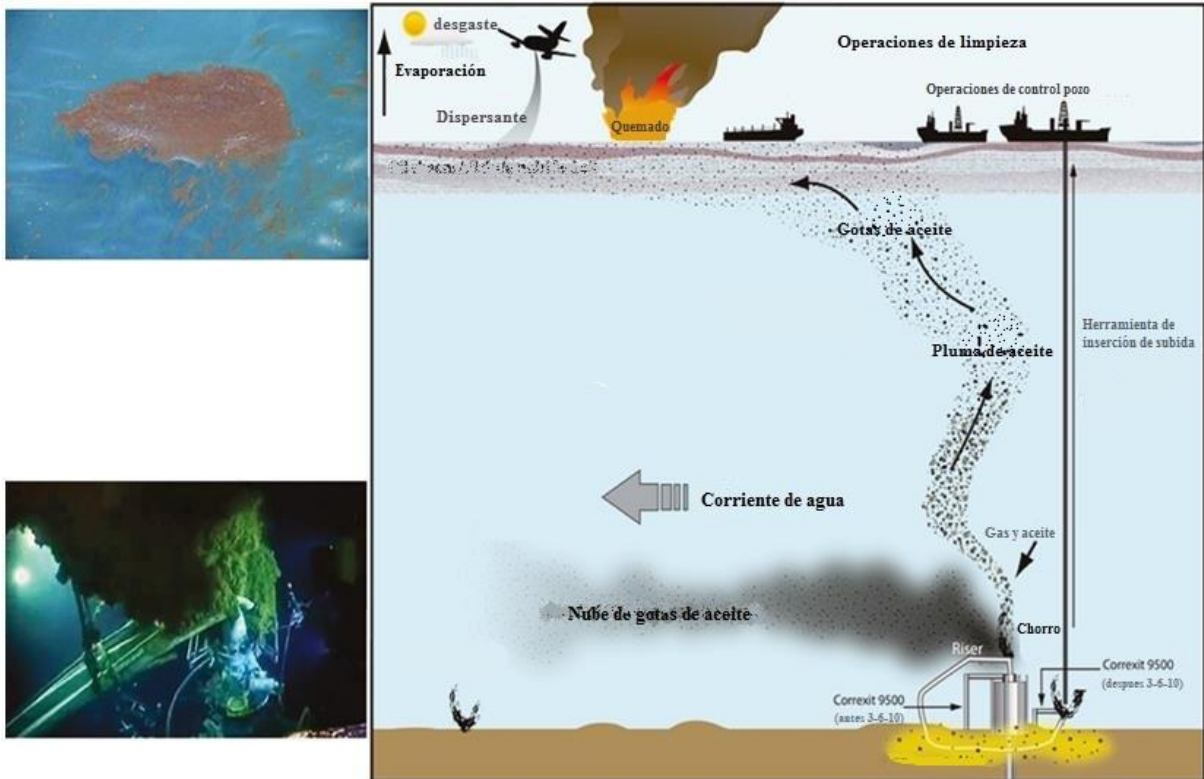 desgaste
Evaporación
Dispersante
Quemado
Operaciones de limpieza
Operaciones de control pozo
Gotas de aceite
Pluma de aceite
Herramienta de
inserción de subida
Corriente de agua
Gas y aceite
Nube de gotas de aceite
Chorro
Riser
Correxit 9500
(despues 3-6-10)
Correxit 9500
(antes 3-6-10)